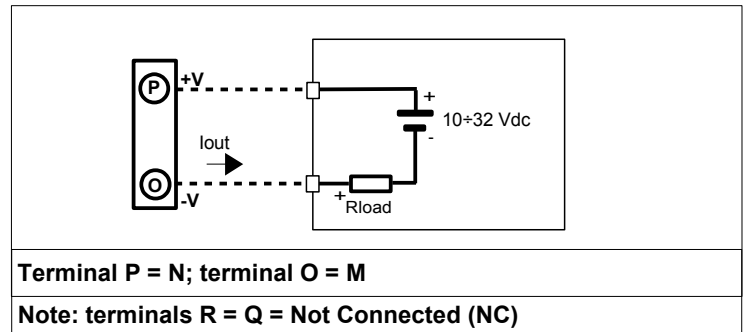 P +V
+
10÷32 Vdc
-
Iout
O -V
+ Rload
Terminal P = N; terminal O = M
Note: terminals R = Q = Not Connected (NC)